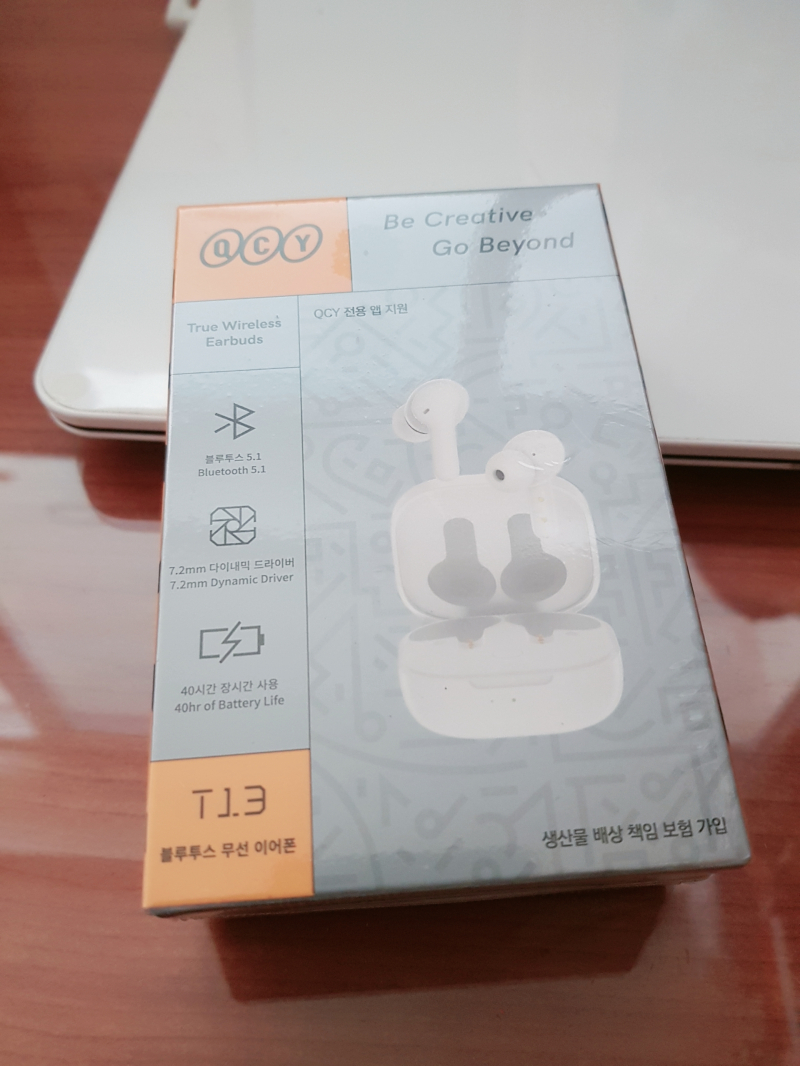 QCY
Be Creative
Go Beyond
True Wireless
Earbuds
QCY 전용 앱 지원
블루투스 5.1
Bluetooth 5.1
7.2mm 다이내믹 드라이버
7.2mm Dynamic Driver
40시간 장시간 사용
40hr of Battery Life
T13
블루투스 무선 이어폰
생산물 배상 책임 보험 가입